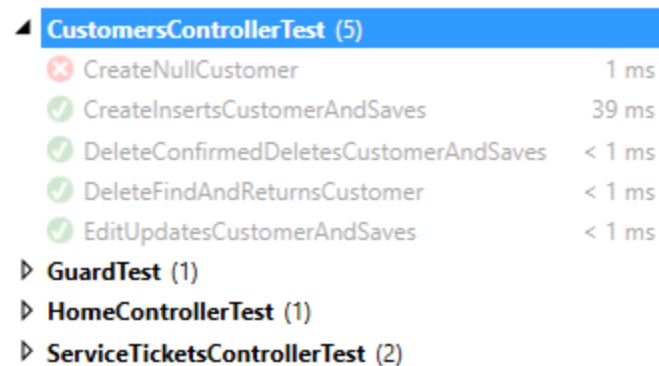 CustomersControllerTest (5)
CreateNullCustomer 1 ms
CreateInsertsCustomerAndSaves 39 ms
DeleteConfirmedDeletesCustomerAndSaves < 1 ms
DeleteFindAndReturnsCustomer < 1 ms
EditUpdatesCustomerAndSaves < 1 ms
GuardTest (1)
HomeControllerTest (1)
ServiceTicketsControllerTest (2)